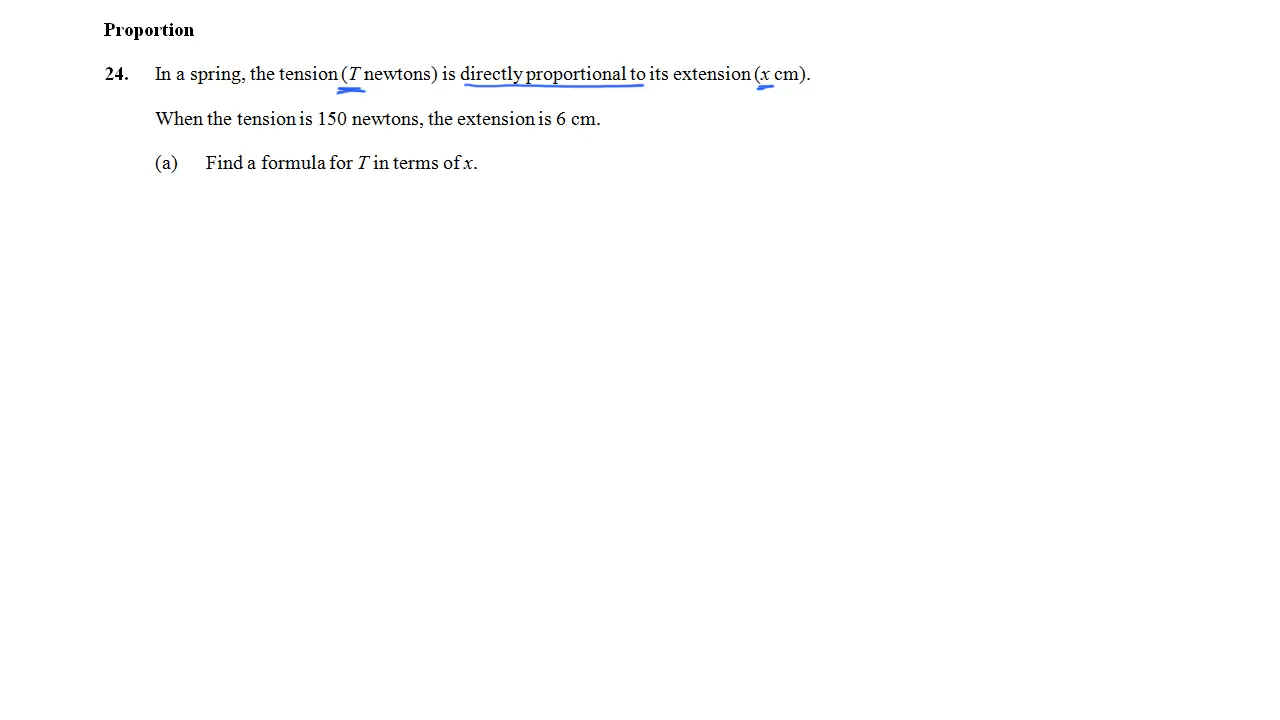 Proportion
24. In a spring, the tension (T newtons) is directly proportional to its extension (x cm).
When the tension is 150 newtons, the extension is 6 cm.
(a) Find a formula for T in terms of x.